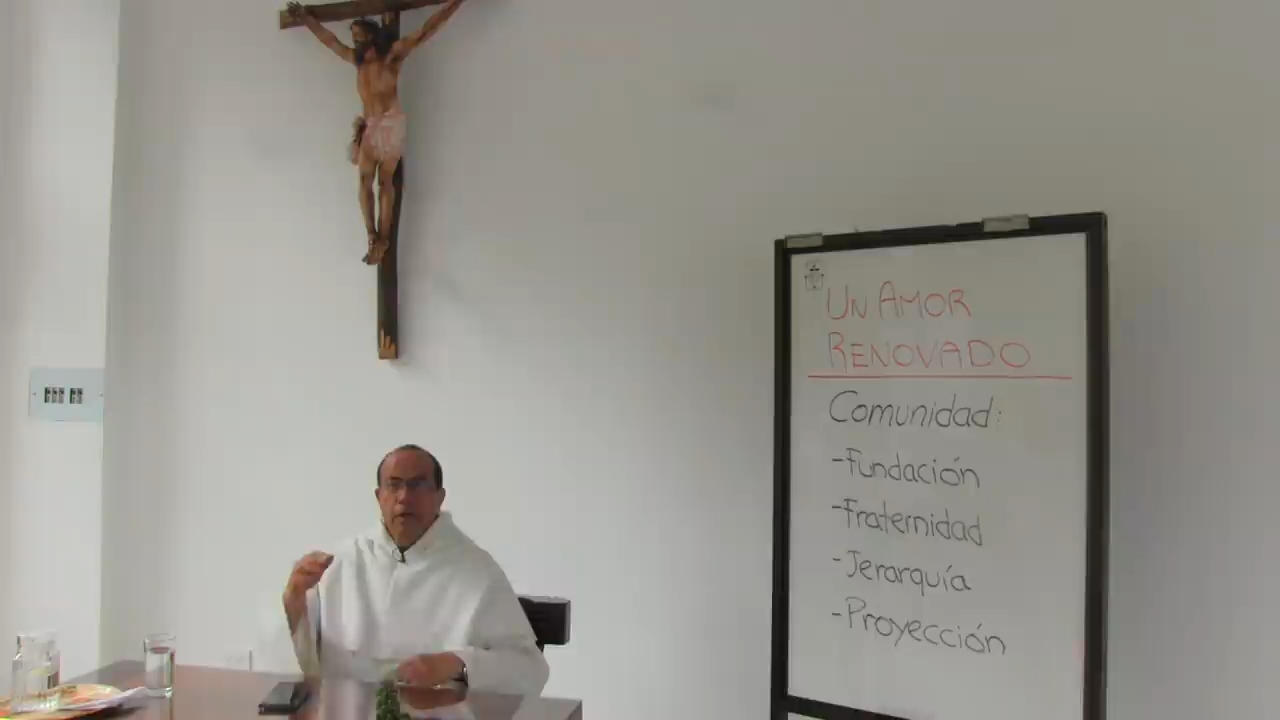 UN AMOR
RENOVADO
Comunidad:
-Fundación
-Fraternidad
-Jerarquía
-Proyección